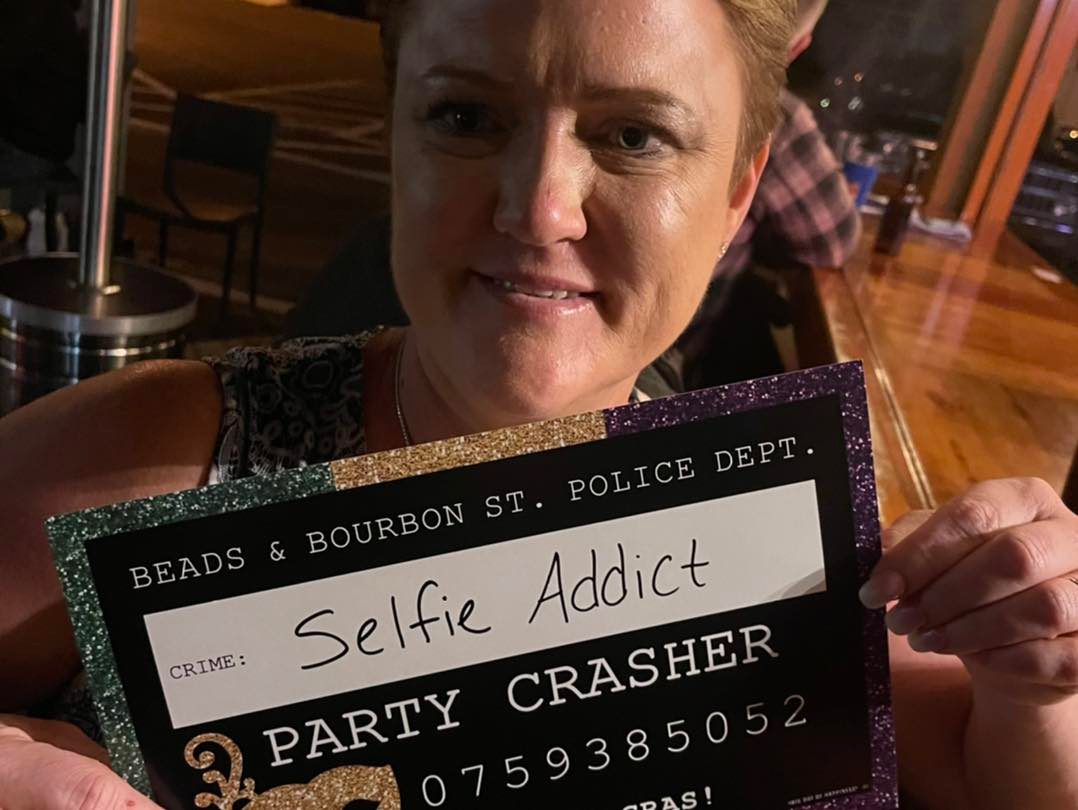 BEADS & BOURBON ST. POLICE DEPT.
CRIME: Selfie Addict
PARTY CRASHER
0759385052